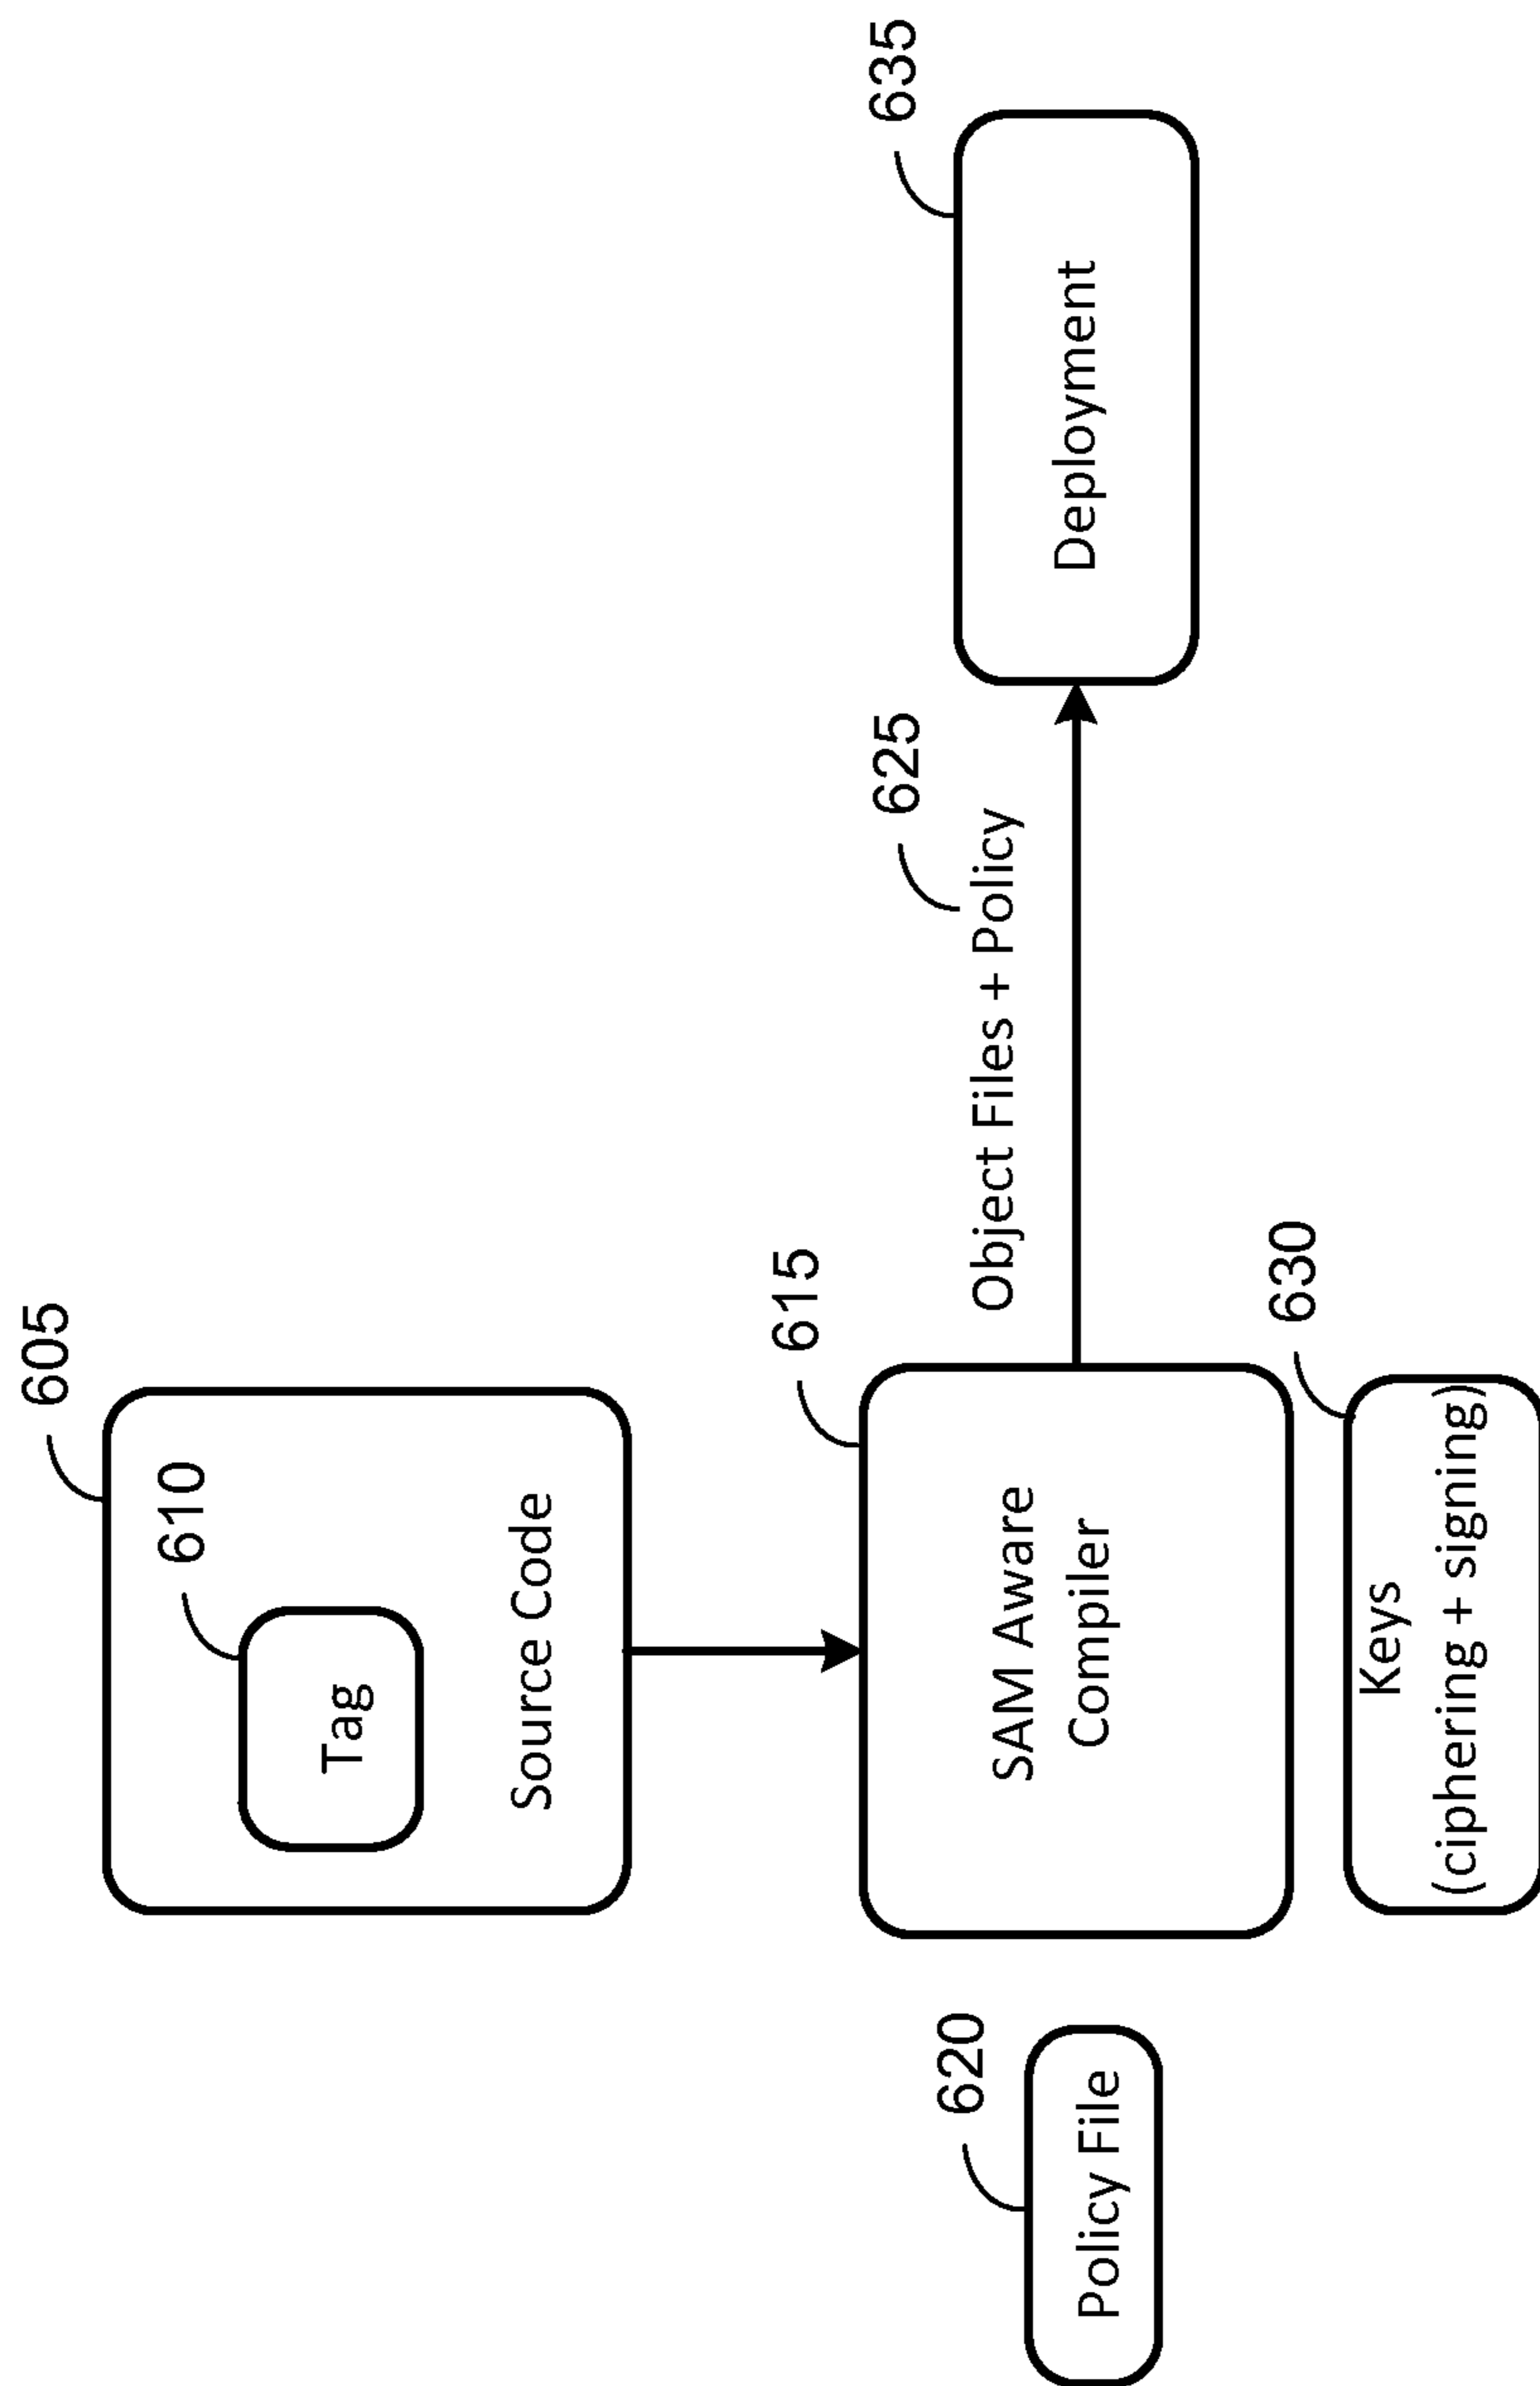 605
610
Tag
Source Code
615
SAM Aware
Compiler
620
Policy File
625
Object Files + Policy
635
Deployment
630
Keys
(ciphering + signing)